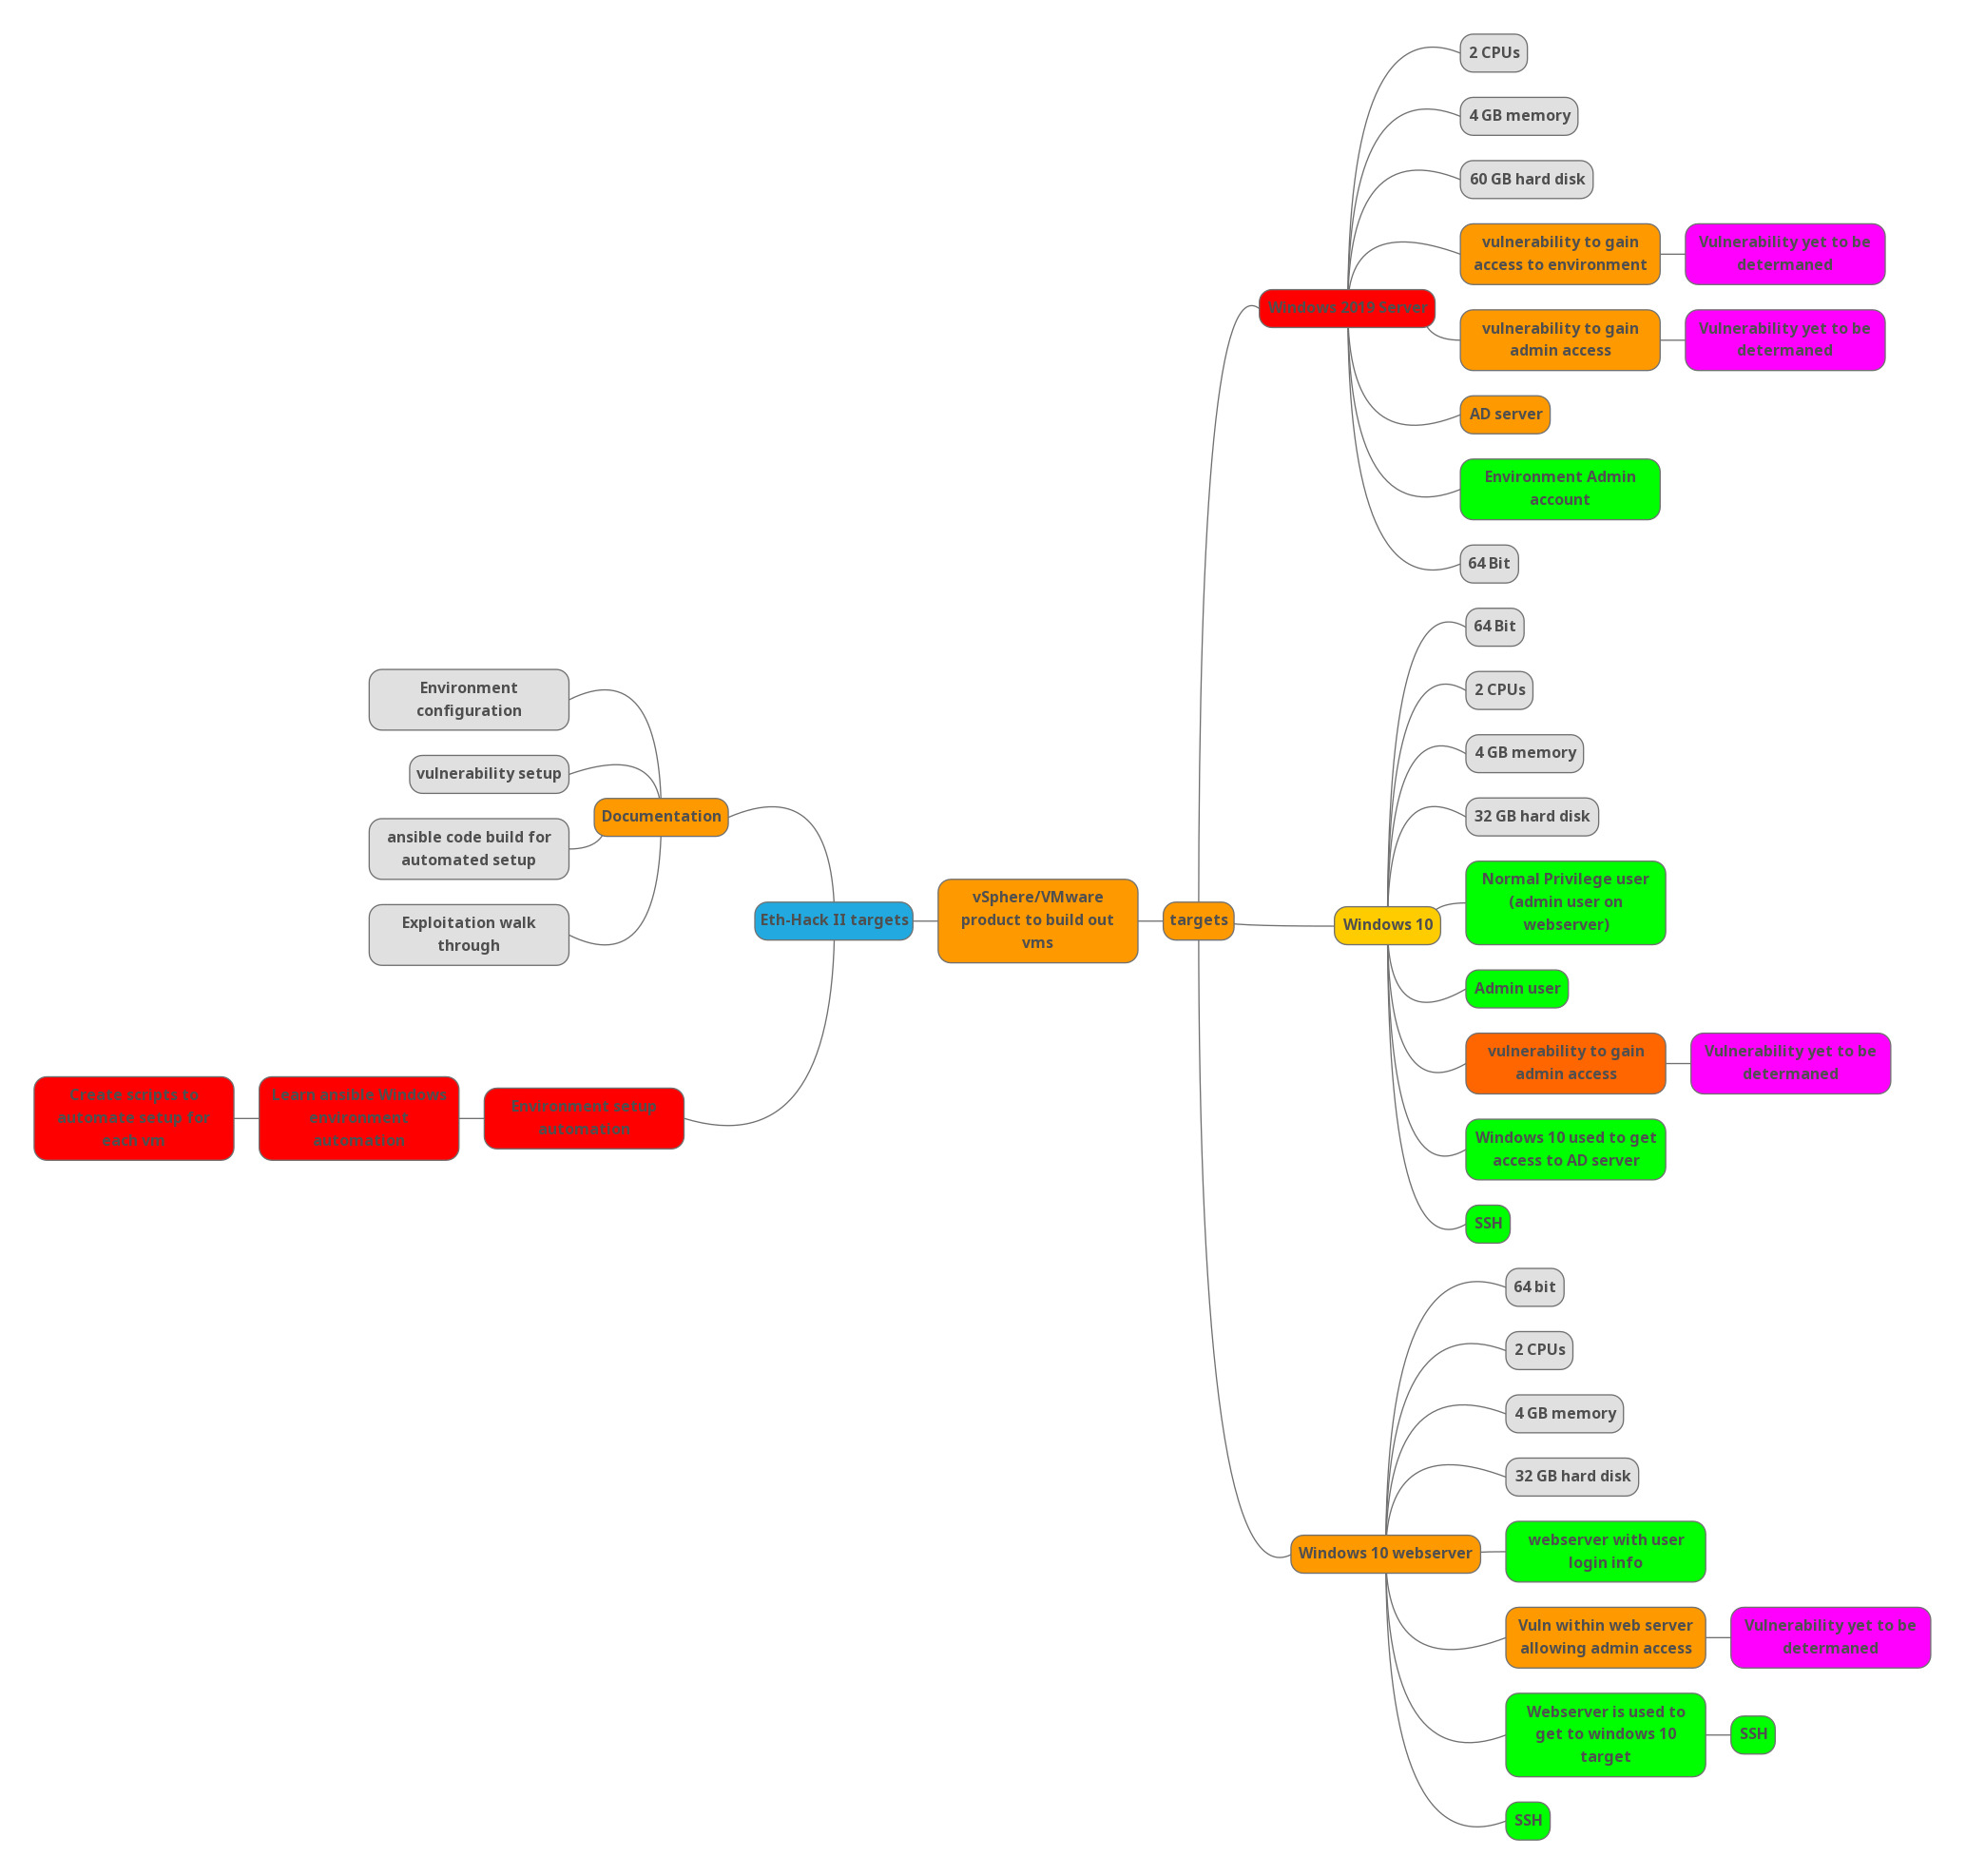 2 CPUs
4 GB memory
60 GB hard disk
vulnerability to gain
access to environment
Vulnerability yet to be
determaned
Windows 2019 Server
vulnerability to gain
admin access
Vulnerability yet to be
determaned
AD server
Environment Admin
account
64 Bit
64 Bit
2 CPUs
4 GB memory
32 GB hard disk
Normal Privilege user
(admin user on
webserver)
Windows 10
Admin user
vulnerability to gain
admin access
Vulnerability yet to be
determaned
Windows 10 used to get
access to AD server
SSH
64 bit
2 CPUs
4 GB memory
32 GB hard disk
webserver with user
login info
Windows 10 webserver
Vuln within web server
allowing admin access
Vulnerability yet to be
determaned
Webserver is used to
get to windows 10
target
SSH
SSH
targets
vSphere/VMware
product to build out
vms
Eth-Hack II targets
Documentation
Environment
configuration
vulnerability setup
ansible code build for
automated setup
Exploitation walk
through
Environment setup
automation
Learn ansible Windows
environment
automation
Create scripts to
automate setup for
each vm